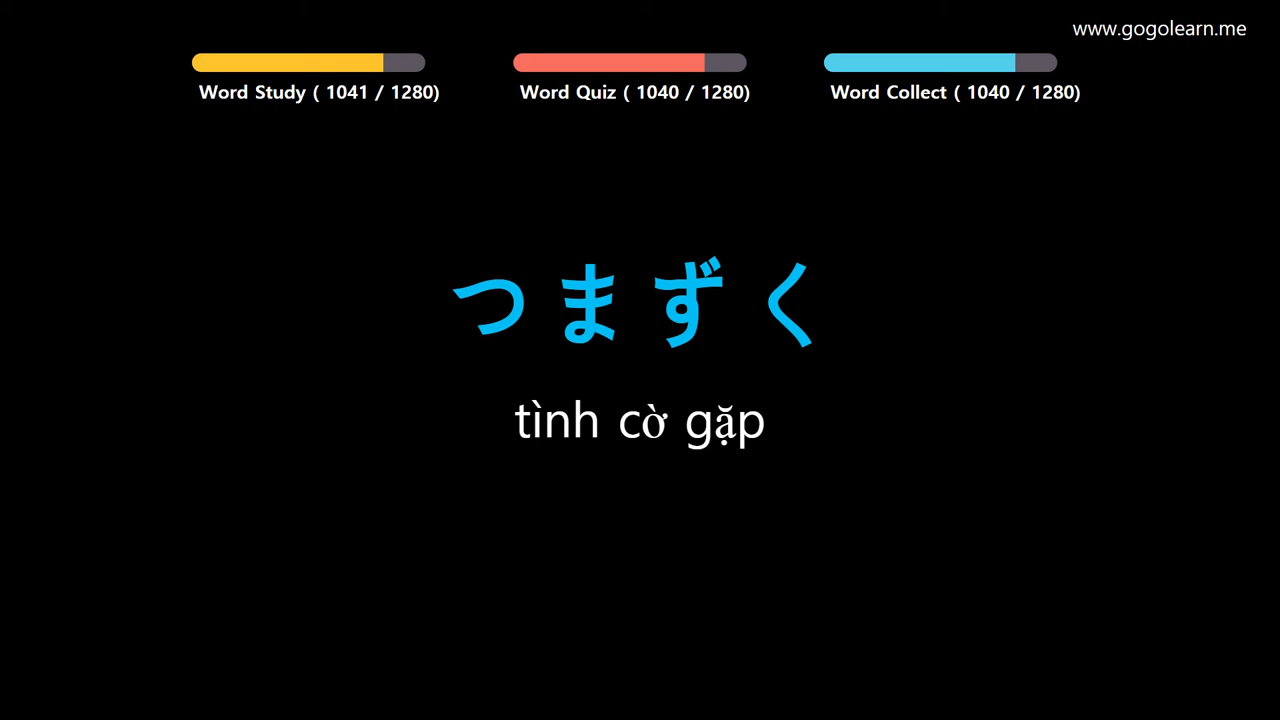 www.gogolearn.me
Word Study ( 1041 / 1280)
Word Quiz ( 1040 / 1280)
Word Collect ( 1040 / 1280)
つまずく
tình cờ gặp